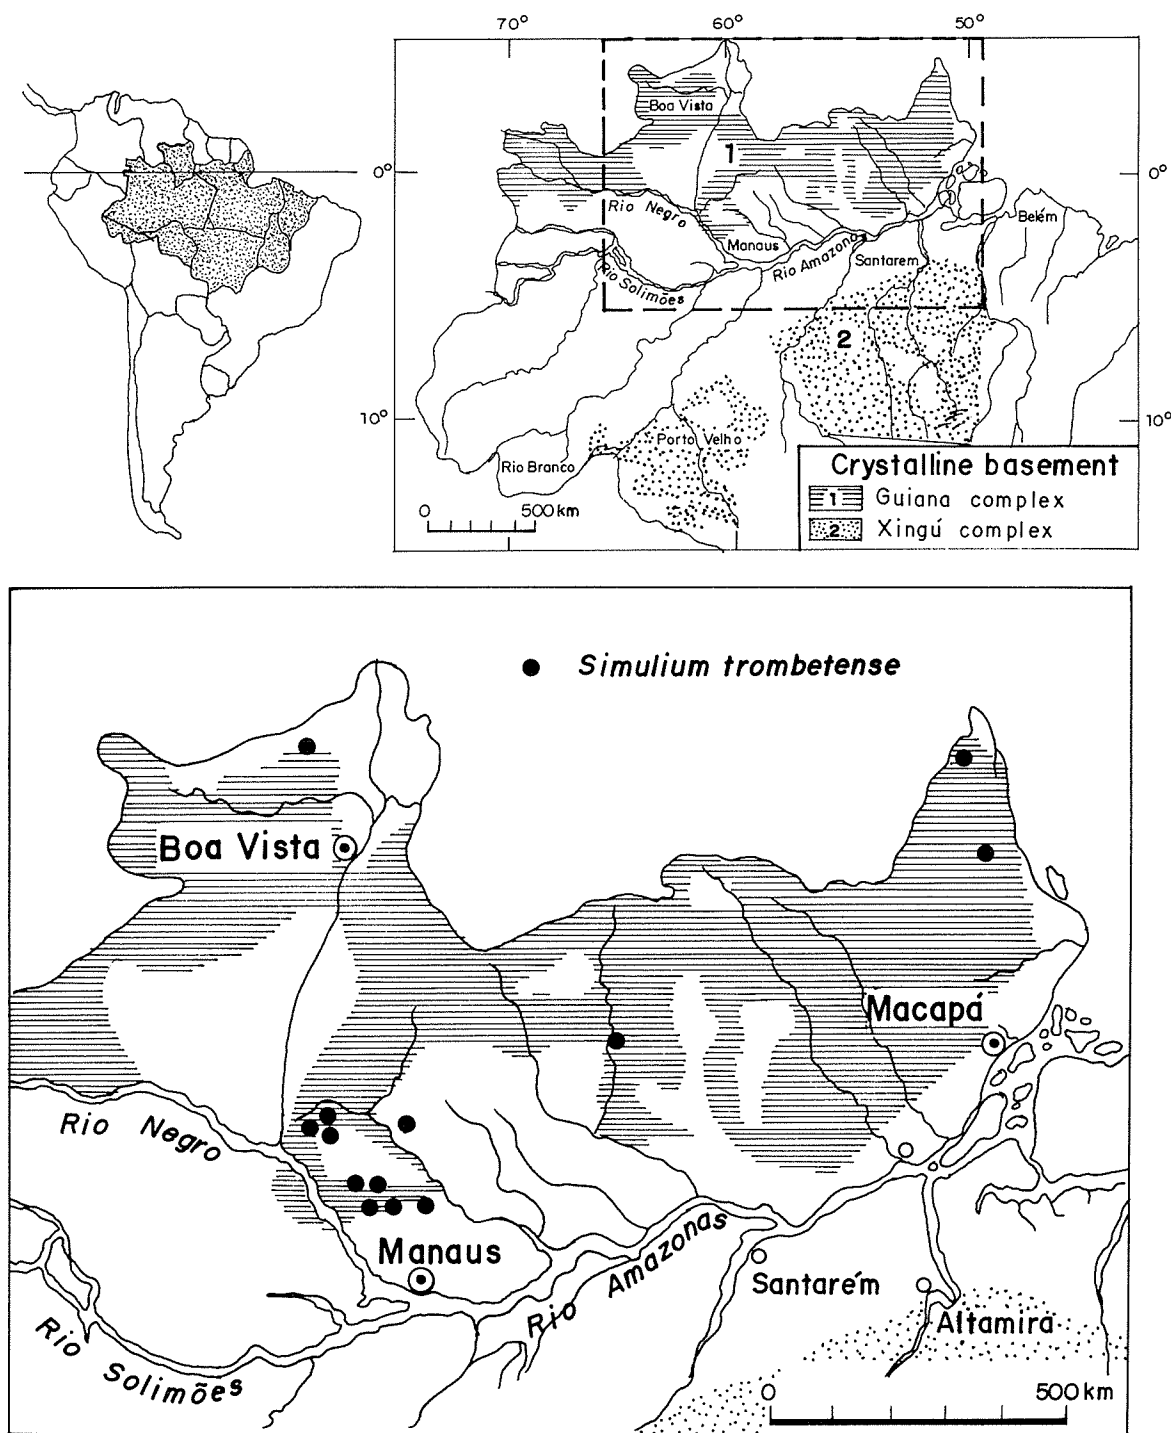 70° 60° 50°
Boa Vista
1
0° 0°
Rio Negro
Belém
Manaus
Rio Amazona
Santarem
Rio Solimões
2
10° 10°
Porto Velho
Rio Branco
Crystalline basement
1 Guiana complex
2 Xingú complex
0 500 km
Simulium trombetense
Boa Vista
Macapá
Rio Negro
Manaus
Rio Amazonas
Santarém
Altamira
Rio Solimões
0 500 km